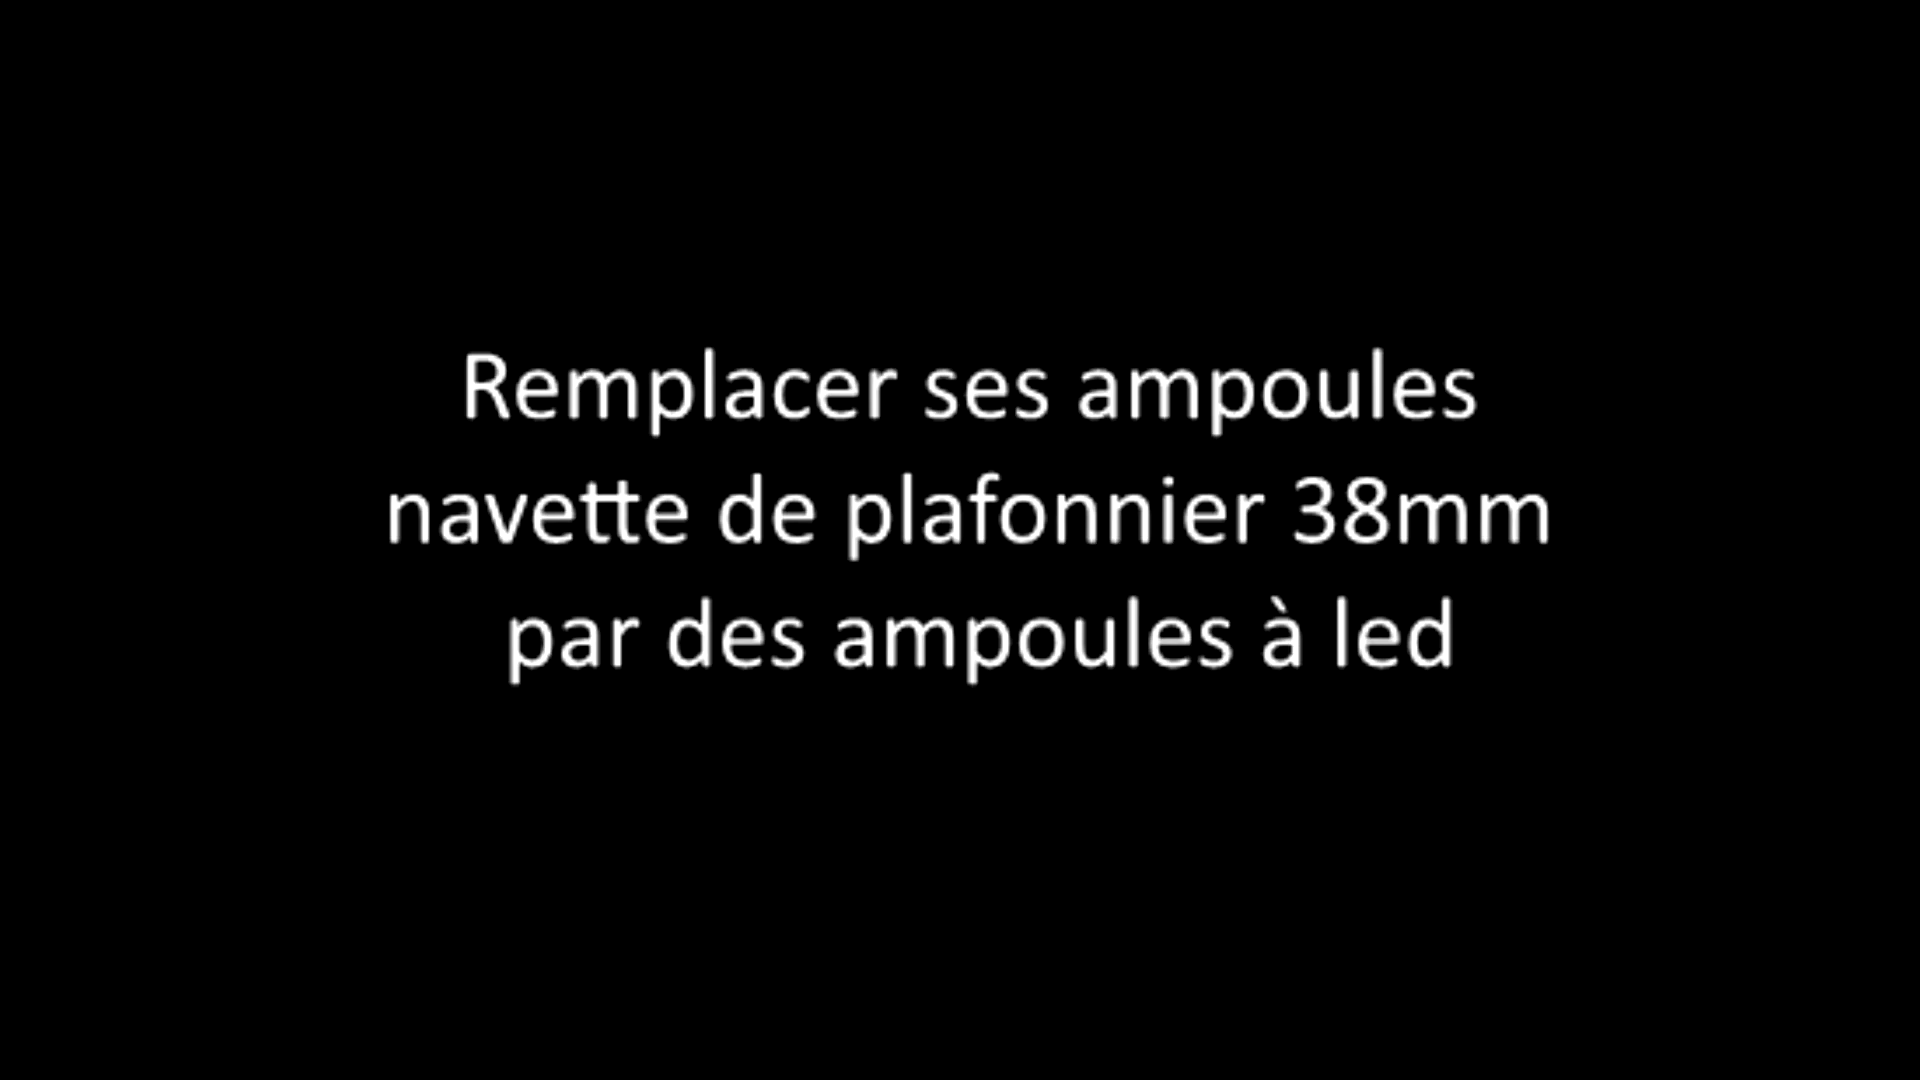 Remplacer ses ampoules
navette de plafonnier 38mm
par des ampoules à led